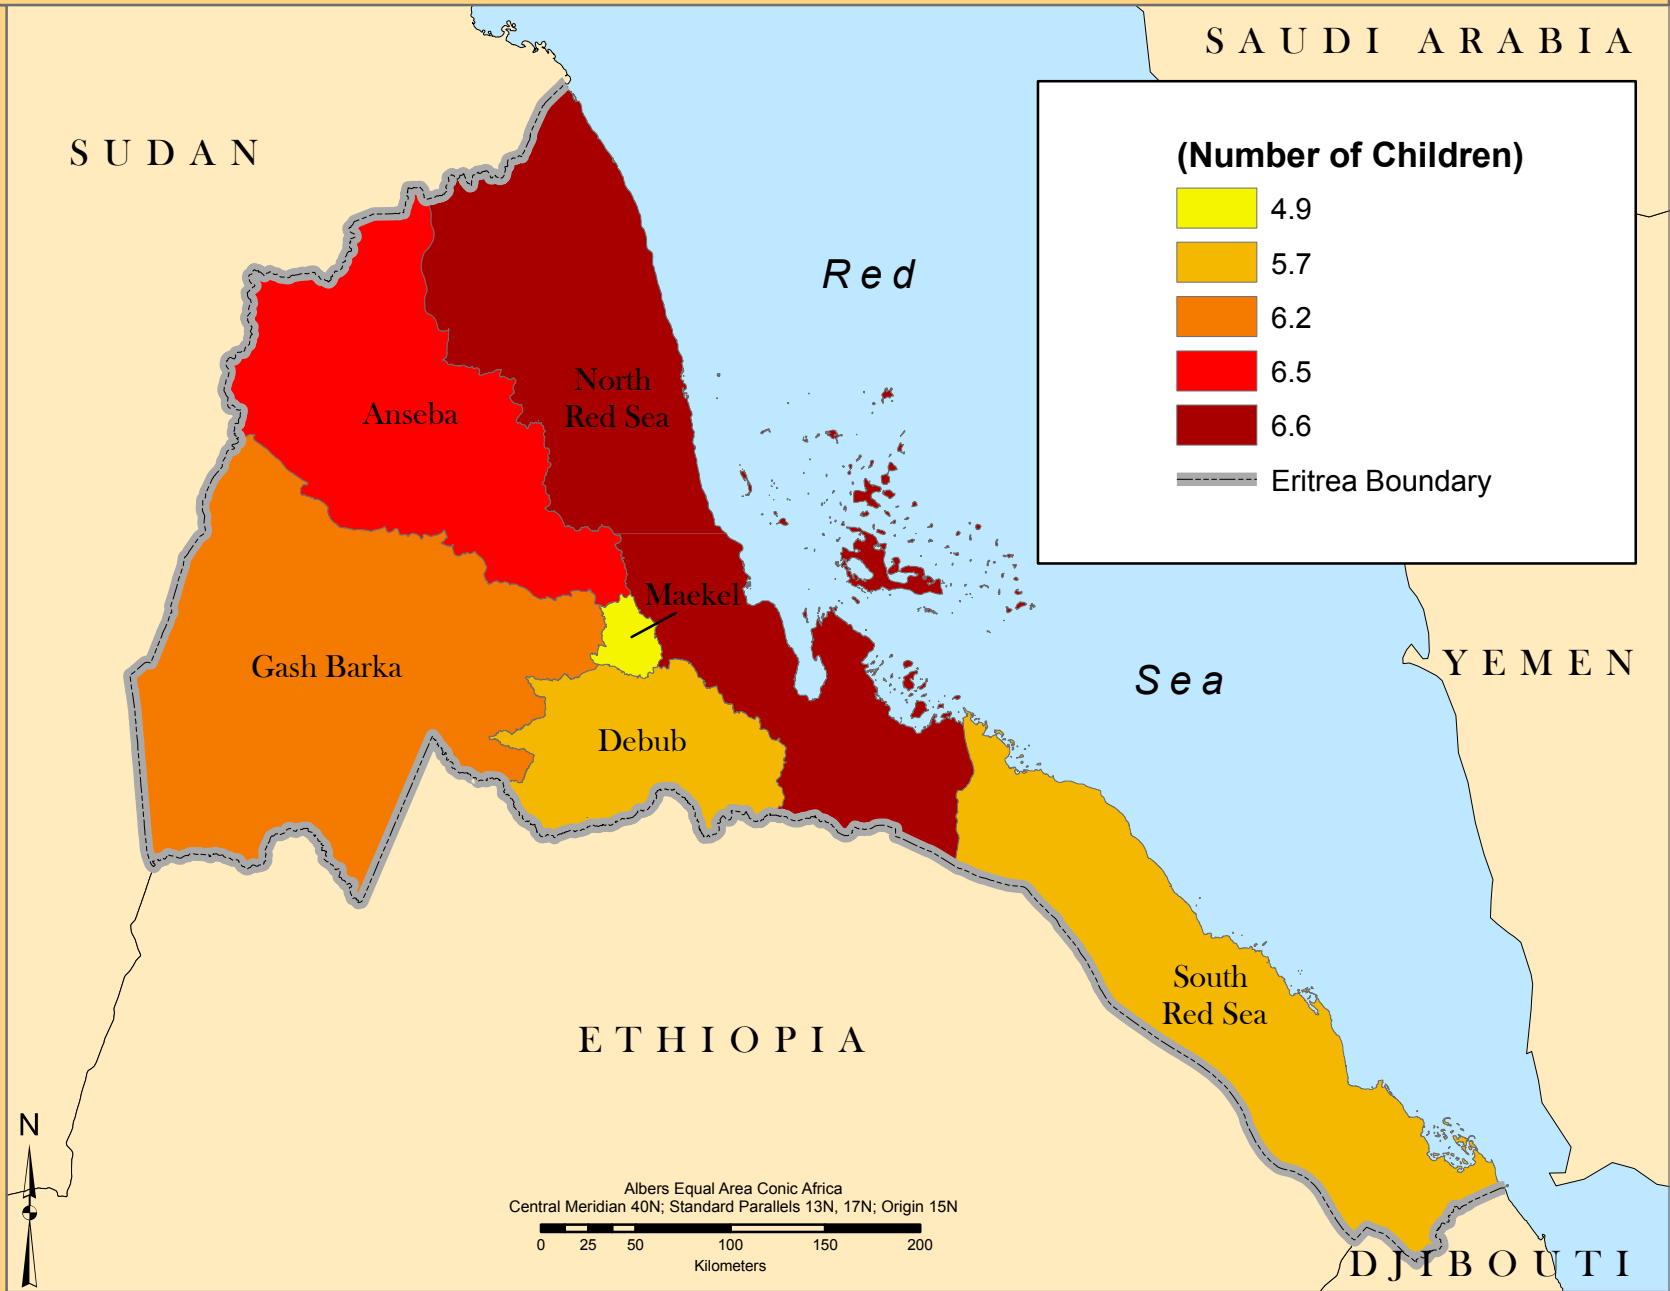 SAUDI ARABIA
SUDAN
(Number of Children)
4.9
5.7
6.2
6.5
6.6
Eritrea Boundary
Red
North
Red Sea
Anseba
Maekel
Gash Barka
YEMEN
Sea
Debub
South
Red Sea
ETHIOPIA
N
Albers Equal Area Conic Africa
Central Meridian 40N; Standard Parallels 13N, 17N; Origin 15N
0 25 50 100 150 200
Kilometers
DJIBOUTI